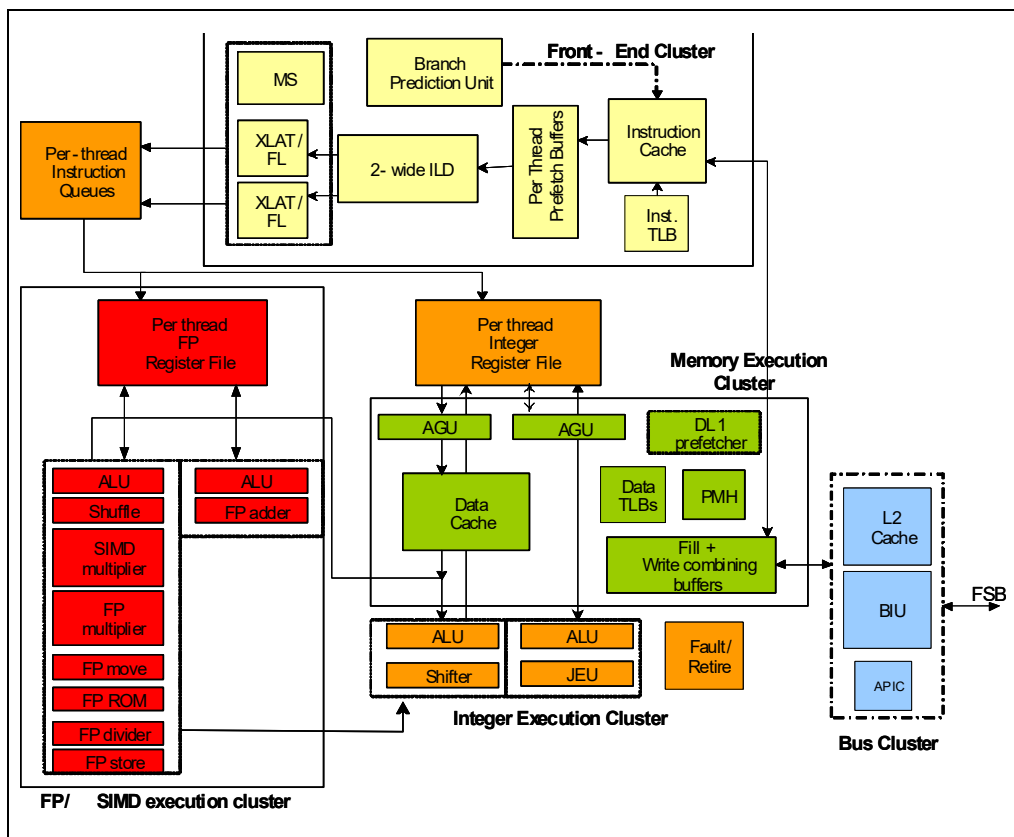 Front - End Cluster
MS
Branch
Prediction Unit
XLAT /
FL
XLAT /
FL
2- wide ILD
Per Thread
Prefetch Buffers
Instruction
Cache
Inst.
TLB
Per - thread
Instruction
Queues
Per thread
FP
Register File
Per thread
Integer
Register File
Memory Execution
Cluster
AGU
AGU
DL1
prefetcher
Data
Cache
Data
TLBs
PMH
Fill +
Write combining
buffers
ALU
Shuffle
SIMD
multiplier
FP
multiplier
FP move
FP ROM
FP divider
FP store
ALU
FP adder
ALU
Shifter
ALU
JEU
Fault/
Retire
Integer Execution Cluster
L2
Cache
BIU
APIC
FSB
Bus Cluster
FP/ SIMD execution cluster